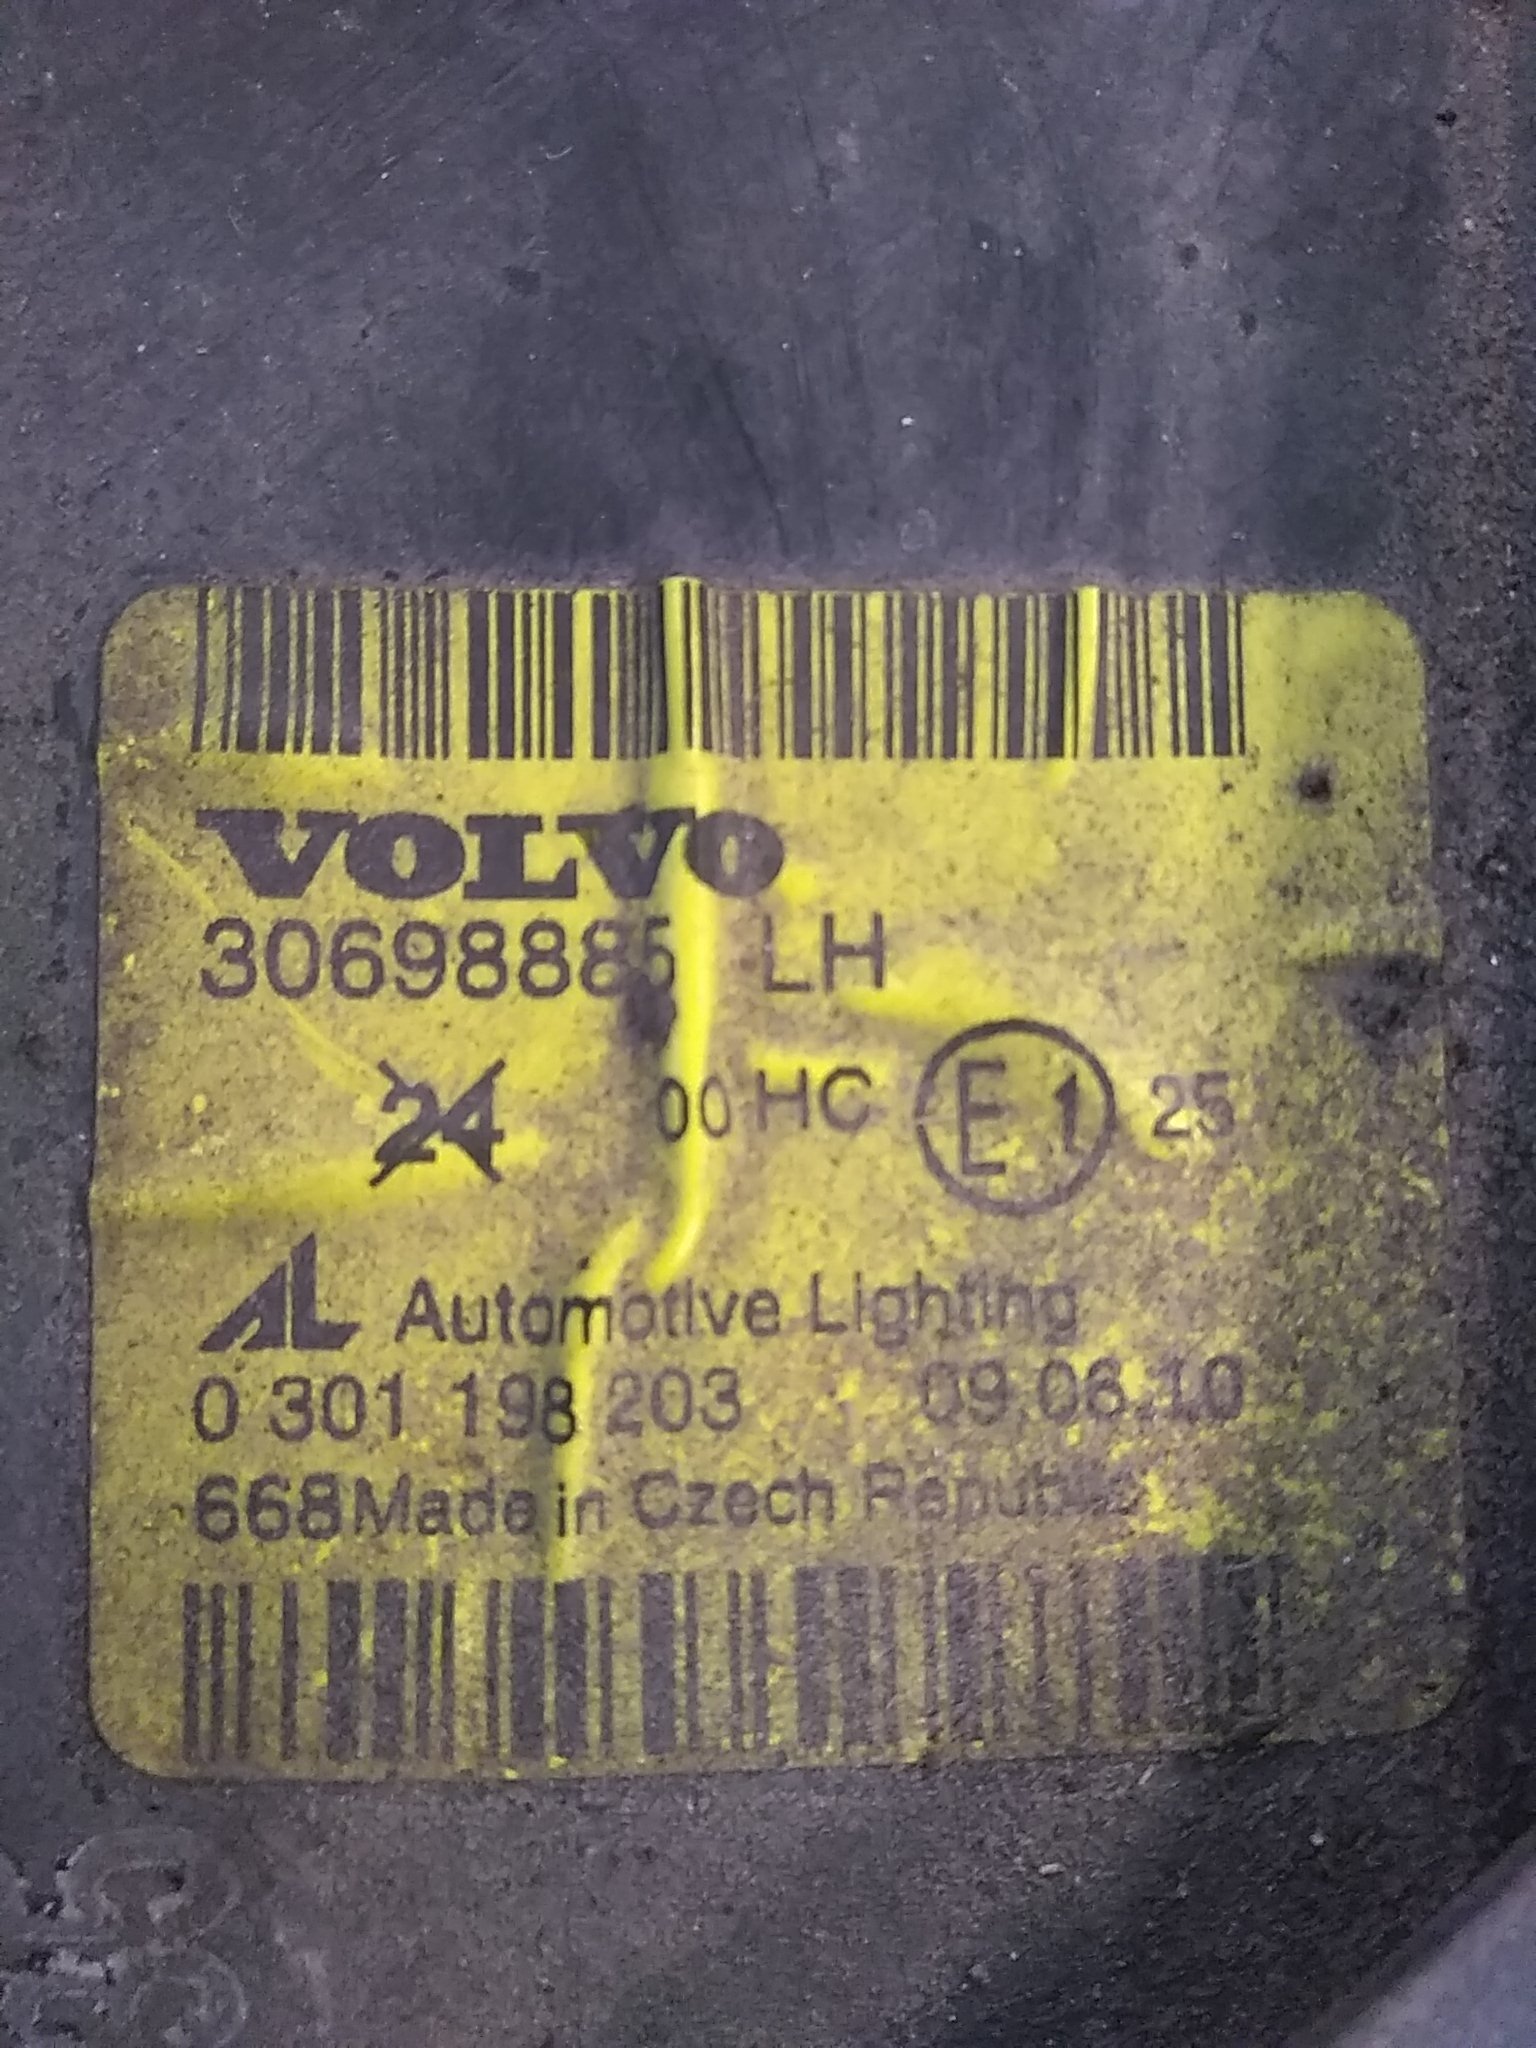 VOLVO
30698885 LH
24 00 HC E1 25
AL Automotive Lighting
0 301 198 203 09.06.10
668 Made in Czech Republic